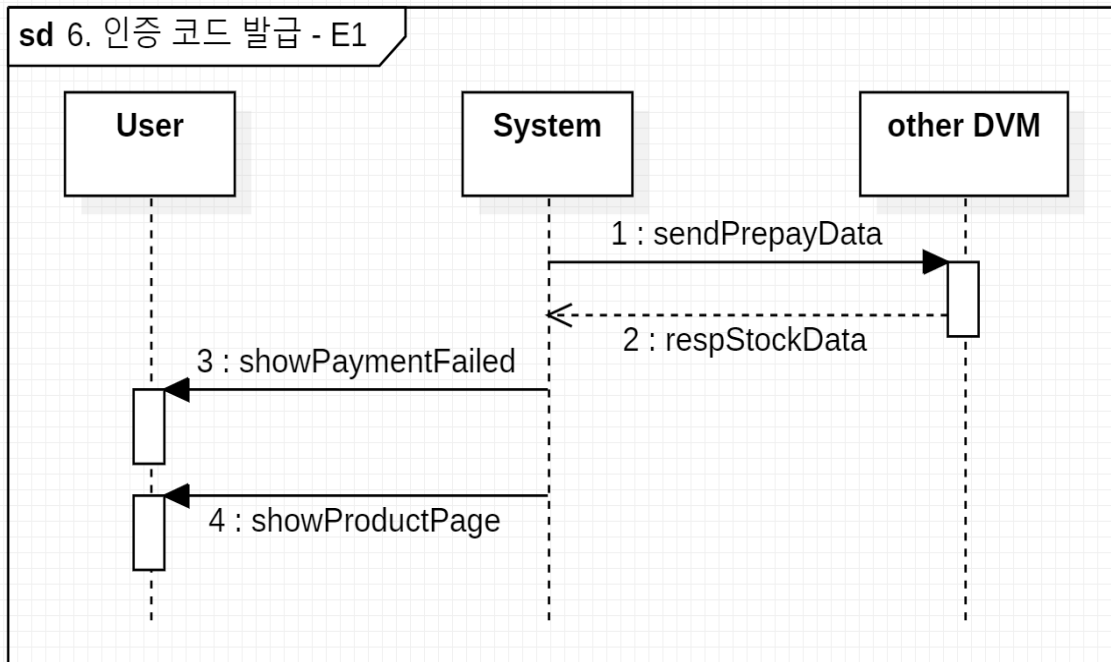 sd 6. 인증 코드 발급 - E1
User
System
other DVM
1 : sendPrepayData
2 : respStockData
3 : showPaymentFailed
4 : showProductPage